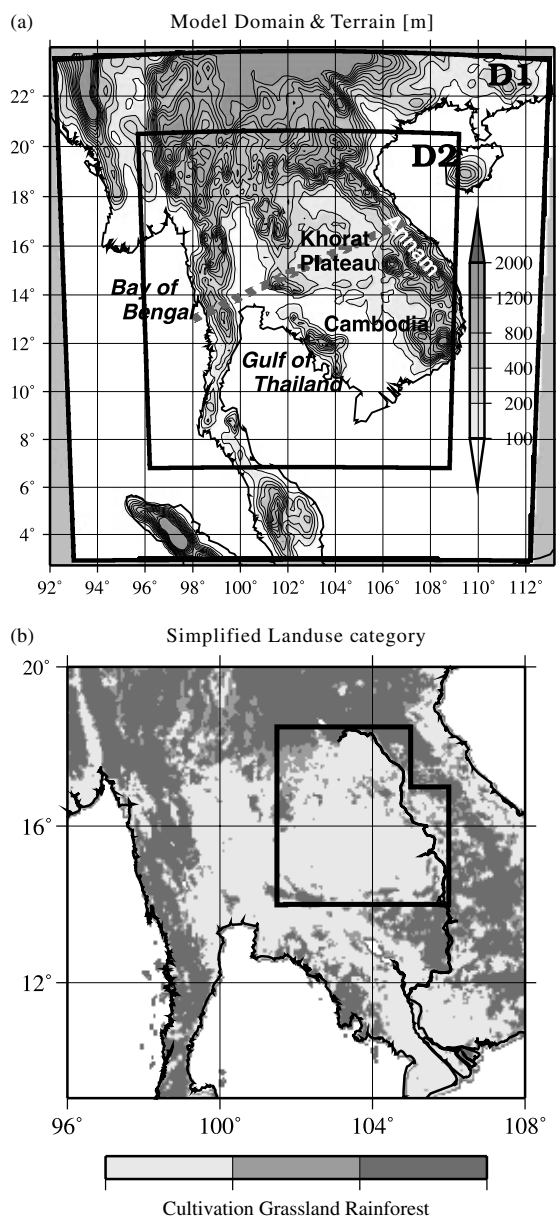 (a) Model Domain & Terrain [m]
D1
22°
20°
D2
18°
Annam
16°
Khorat
Plateau
2000
Bay of
Bengal
14°
1200
Cambodia
800
12°
Gulf of
Thailand
400
10°
200
8°
100
6°
4°
92° 94° 96° 98° 100° 102° 104° 106° 108° 110° 112°
(b) Simplified Landuse category
20°
16°
12°
96° 100° 104° 108°
Cultivation Grassland Rainforest